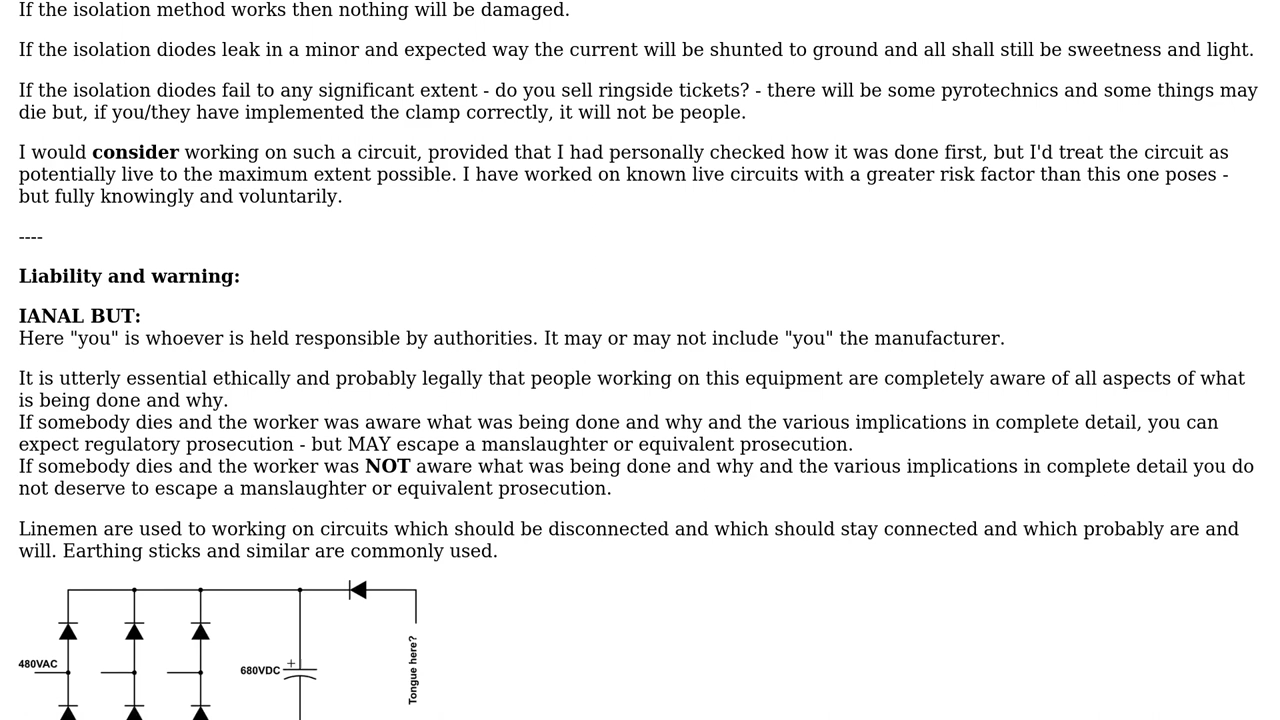 If the isolation method works then nothing will be damaged.
If the isolation diodes leak in a minor and expected way the current will be shunted to ground and all shall still be sweetness and light.
If the isolation diodes fail to any significant extent - do you sell ringside tickets? - there will be some pyrotechnics and some things may
die but, if you/they have implemented the clamp correctly, it will not be people.
I would consider working on such a circuit, provided that I had personally checked how it was done first, but I'd treat the circuit as
potentially live to the maximum extent possible. I have worked on known live circuits with a greater risk factor than this one poses -
but fully knowingly and voluntarily.
----
Liability and warning:
IANAL BUT:
Here "you" is whoever is held responsible by authorities. It may or may not include "you" the manufacturer.
It is utterly essential ethically and probably legally that people working on this equipment are completely aware of all aspects of what
is being done and why.
If somebody dies and the worker was aware what was being done and why and the various implications in complete detail, you can
expect regulatory prosecution - but MAY escape a manslaughter or equivalent prosecution.
If somebody dies and the worker was NOT aware what was being done and why and the various implications in complete detail you do
not deserve to escape a manslaughter or equivalent prosecution.
Linemen are used to working on circuits which should be disconnected and which should stay connected and which probably are and
will. Earthing sticks and similar are commonly used.
480VAC
680VDC
+
Tongue here?